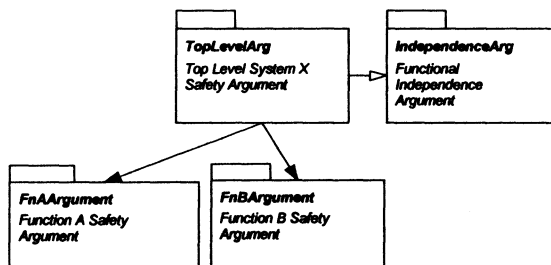 TopLevelArg
Top Level System X
Safety Argument
IndependenceArg
Functional
Independence
Argument
FnAArgument
Function A Safety
Argument
FnBArgument
Function B Safety
Argument